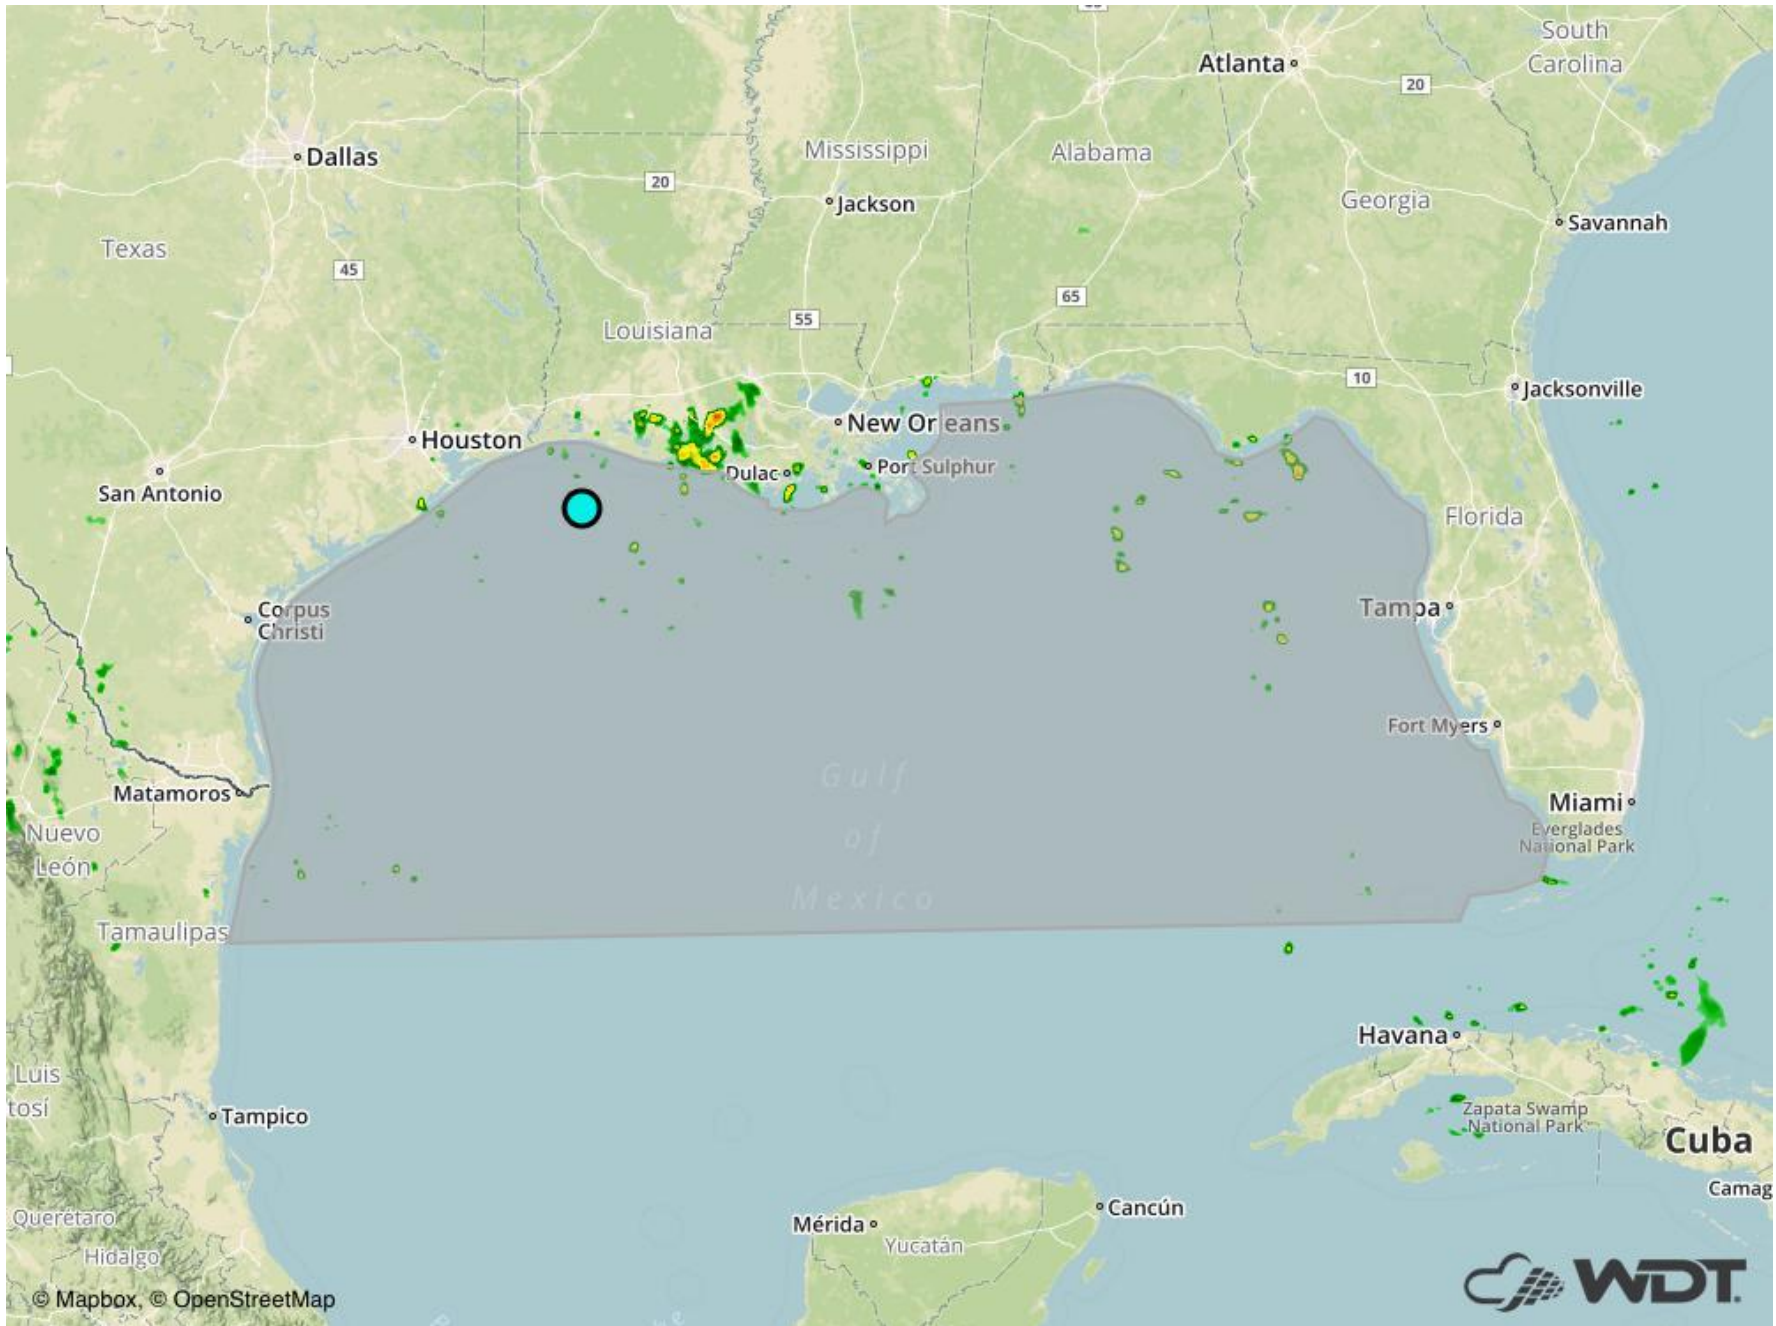 South
Carolina
Atlanta
20
Dallas
Mississippi
Alabama
20
Jackson
Georgia
Savannah
Texas
45
65
55
Louisiana
10
Jacksonville
New Orleans
Houston
Dulac
Port Sulphur
San Antonio
Florida
Corpus
Christi
Tampa
Fort Myers
Gulf
of
Mexico
Matamoros
Miami
Everglades
National Park
Nuevo
León
Tamaulipas
Havana
Luis
tosí
Tampico
Zapata Swamp
National Park
Cuba
Camag
Cancún
Mérida
Yucatán
Querétaro
Hidalgo
© Mapbox, © OpenStreetMap
WDT